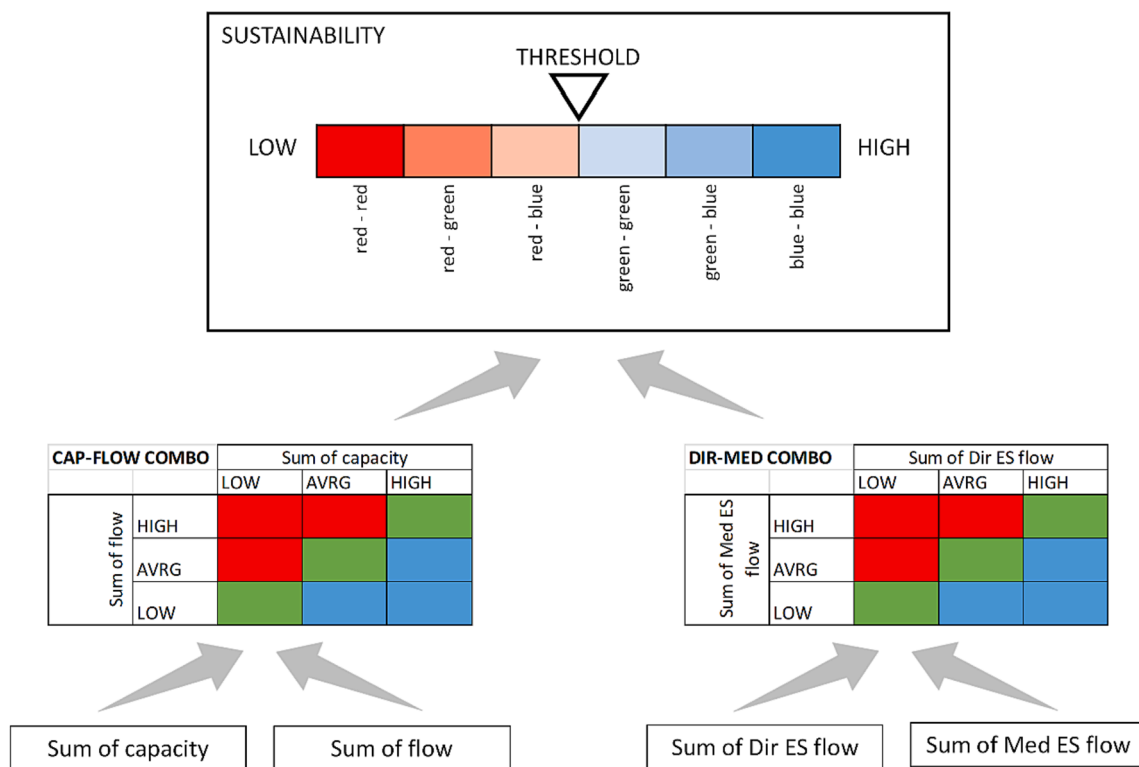 SUSTAINABILITY
THRESHOLD
LOW
HIGH
red - red
red - green
red - blue
green - green
green - blue
blue - blue
CAP-FLOW COMBO
Sum of capacity
LOW
AVRG
HIGH
Sum of flow
HIGH
AVRG
LOW
DIR-MED COMBO
Sum of Dir ES flow
LOW
AVRG
HIGH
Sum of Med ES
flow
HIGH
AVRG
LOW
Sum of capacity
Sum of flow
Sum of Dir ES flow
Sum of Med ES flow